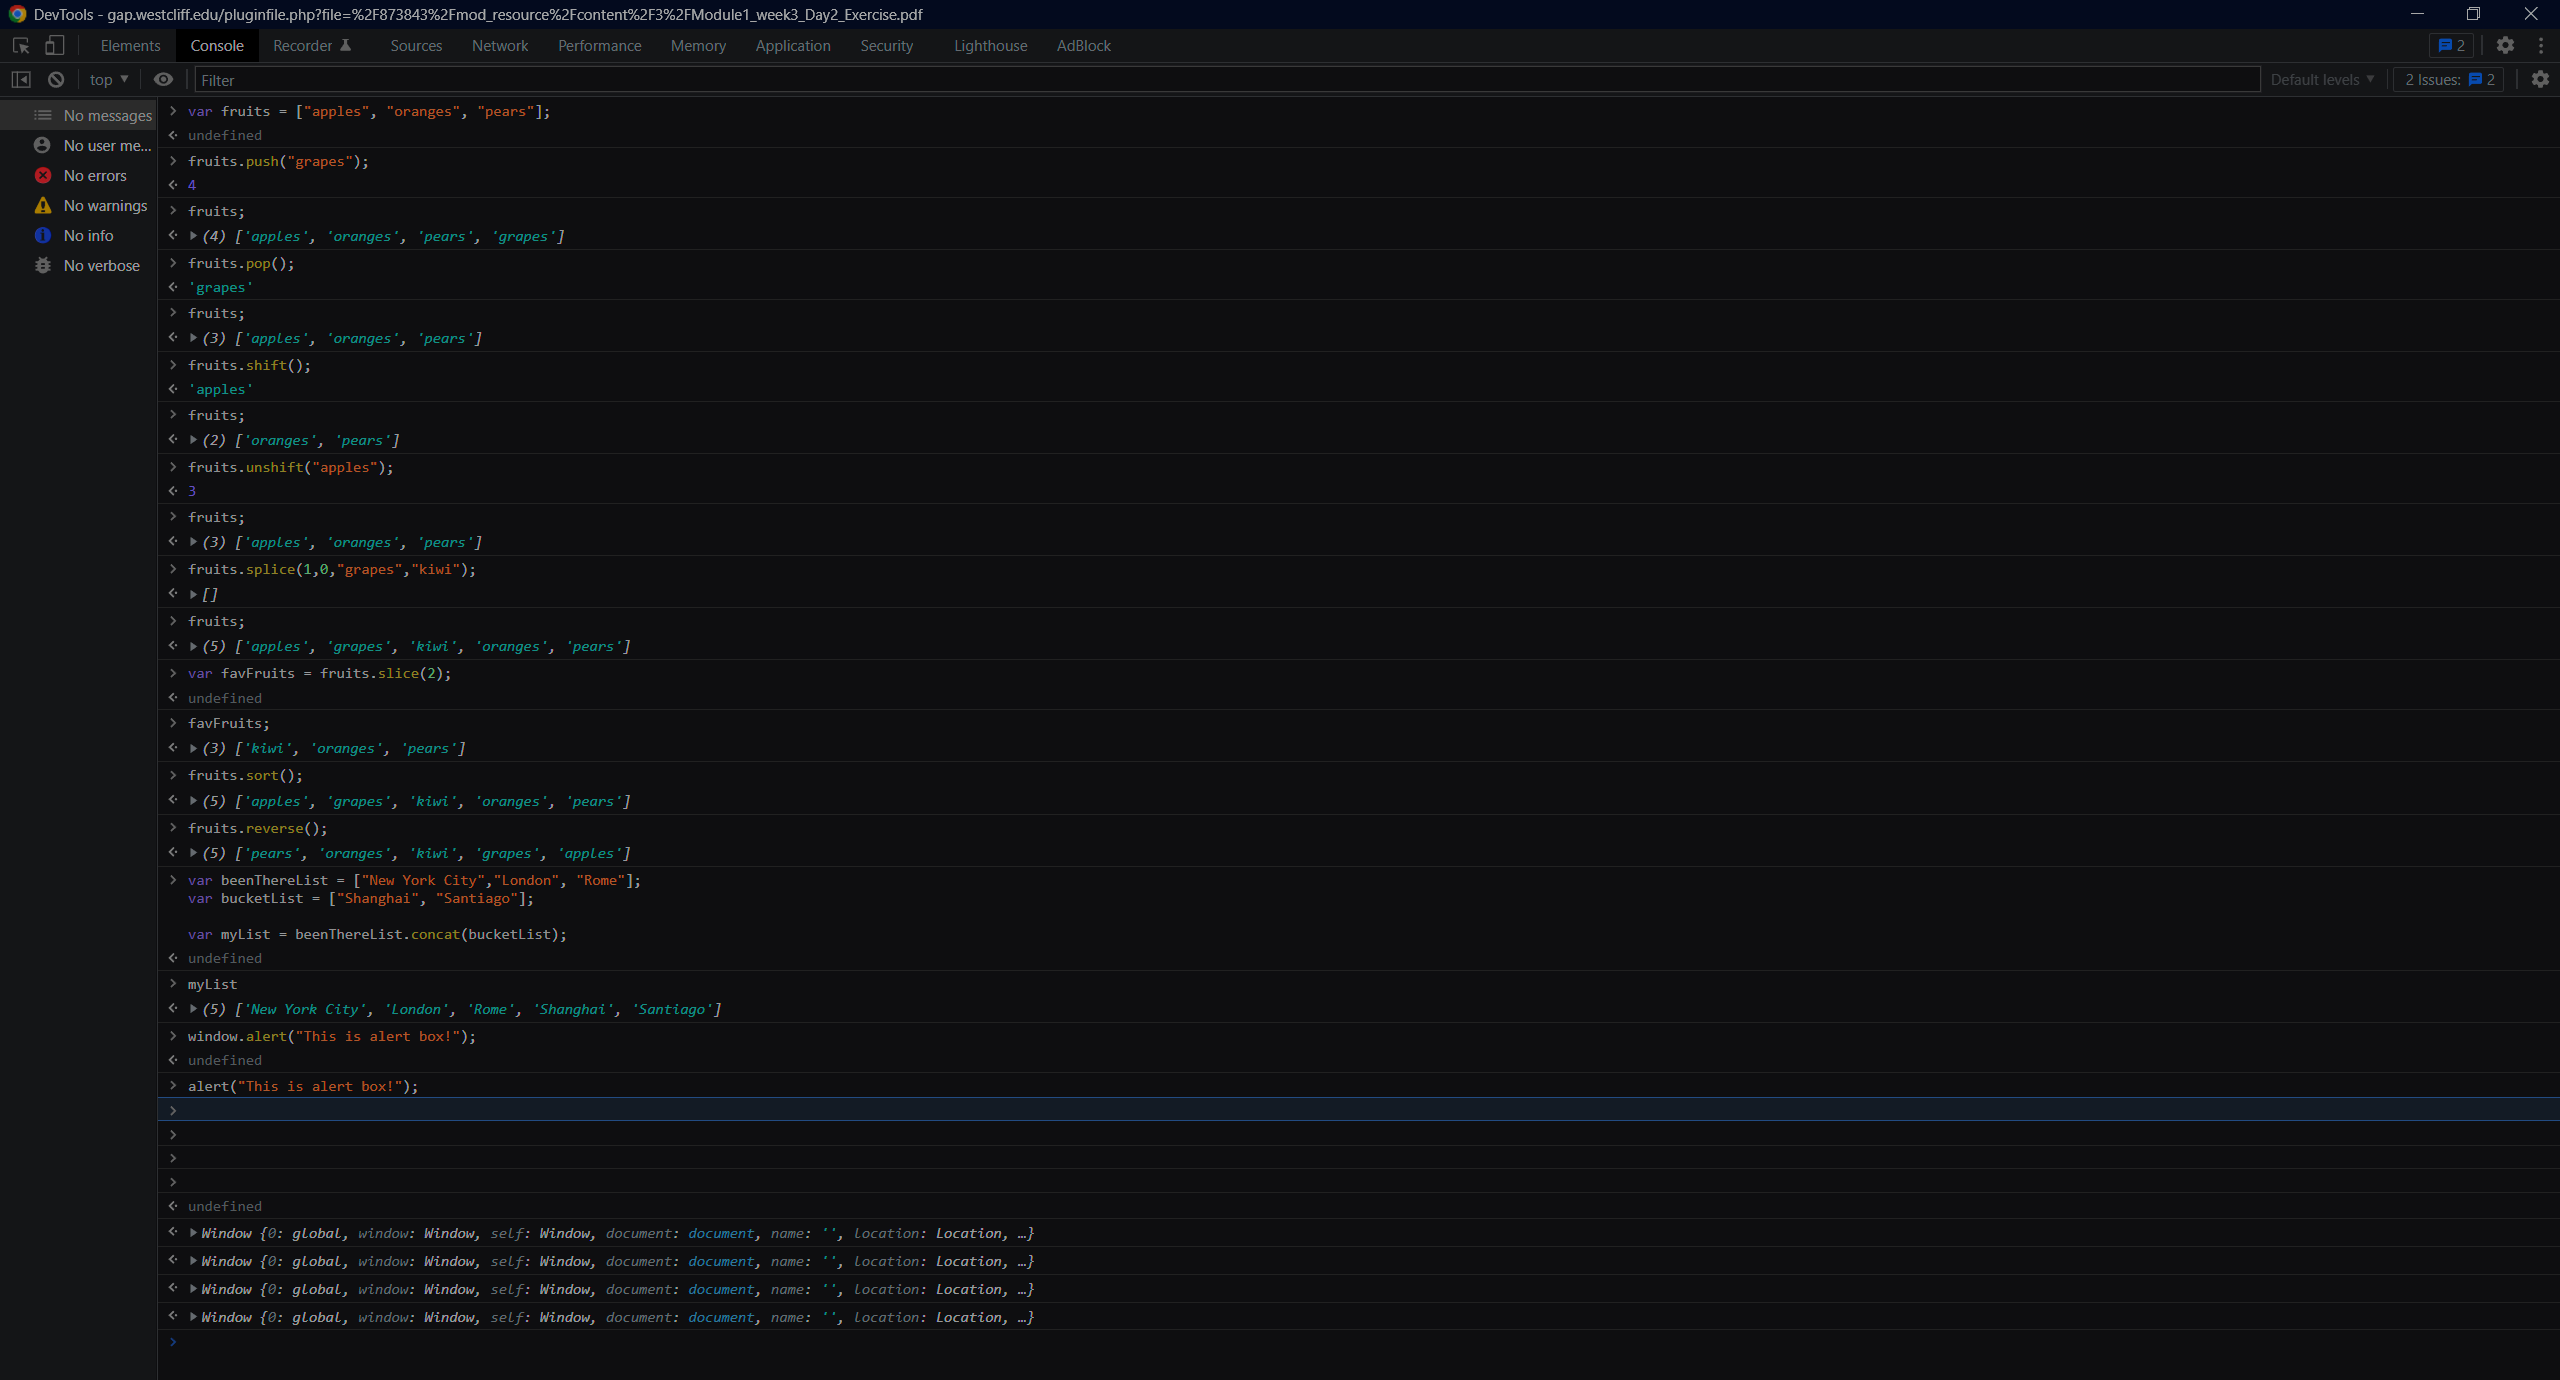 DevTools - gap.westcliff.edu/pluginfile.php?file=%2F873843%2Fmod_resource%2Fcontent%2F3%2FModule1_week3_Day2_Exercise.pdf
Elements Console Recorder Sources Network Performance Memory Application Security Lighthouse AdBlock 2
top Filter Default levels 2 Issues: 2
No messages
No user me...
No errors
No warnings
No info
No verbose
var fruits = ["apples", "oranges", "pears"];
undefined
fruits.push("grapes");
4
fruits;
(4) ['apples', 'oranges', 'pears', 'grapes']
fruits.pop();
'grapes'
fruits;
(3) ['apples', 'oranges', 'pears']
fruits.shift();
'apples'
fruits;
(2) ['oranges', 'pears']
fruits.unshift("apples");
3
fruits;
(3) ['apples', 'oranges', 'pears']
fruits.splice(1,0,"grapes","kiwi");
[]
fruits;
(5) ['apples', 'grapes', 'kiwi', 'oranges', 'pears']
var favFruits = fruits.slice(2);
undefined
favFruits;
(3) ['kiwi', 'oranges', 'pears']
fruits.sort();
(5) ['apples', 'grapes', 'kiwi', 'oranges', 'pears']
fruits.reverse();
(5) ['pears', 'oranges', 'kiwi', 'grapes', 'apples']
var beenThereList = ["New York City","London", "Rome"];
var bucketList = ["Shanghai", "Santiago"];
var myList = beenThereList.concat(bucketList);
undefined
myList
(5) ['New York City', 'London', 'Rome', 'Shanghai', 'Santiago']
window.alert("This is alert box!");
undefined
alert("This is alert box!");
undefined
Window {0: global, window: Window, self: Window, document: document, name: '', location: Location, …}
Window {0: global, window: Window, self: Window, document: document, name: '', location: Location, …}
Window {0: global, window: Window, self: Window, document: document, name: '', location: Location, …}
Window {0: global, window: Window, self: Window, document: document, name: '', location: Location, …}